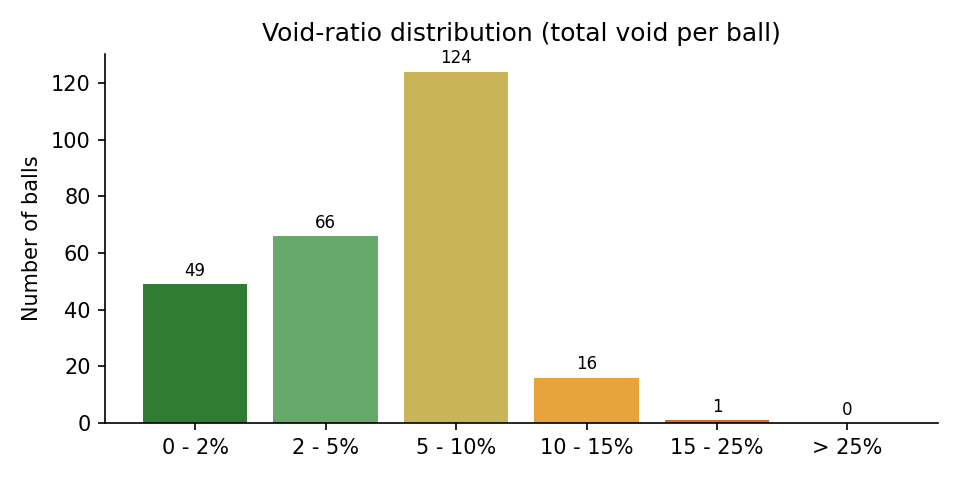 Void-ratio distribution (total void per ball)
Number of balls
120
100
80
60
40
20
0
49
66
124
16
1
0
0 - 2%
2 - 5%
5 - 10%
10 - 15%
15 - 25%
> 25%